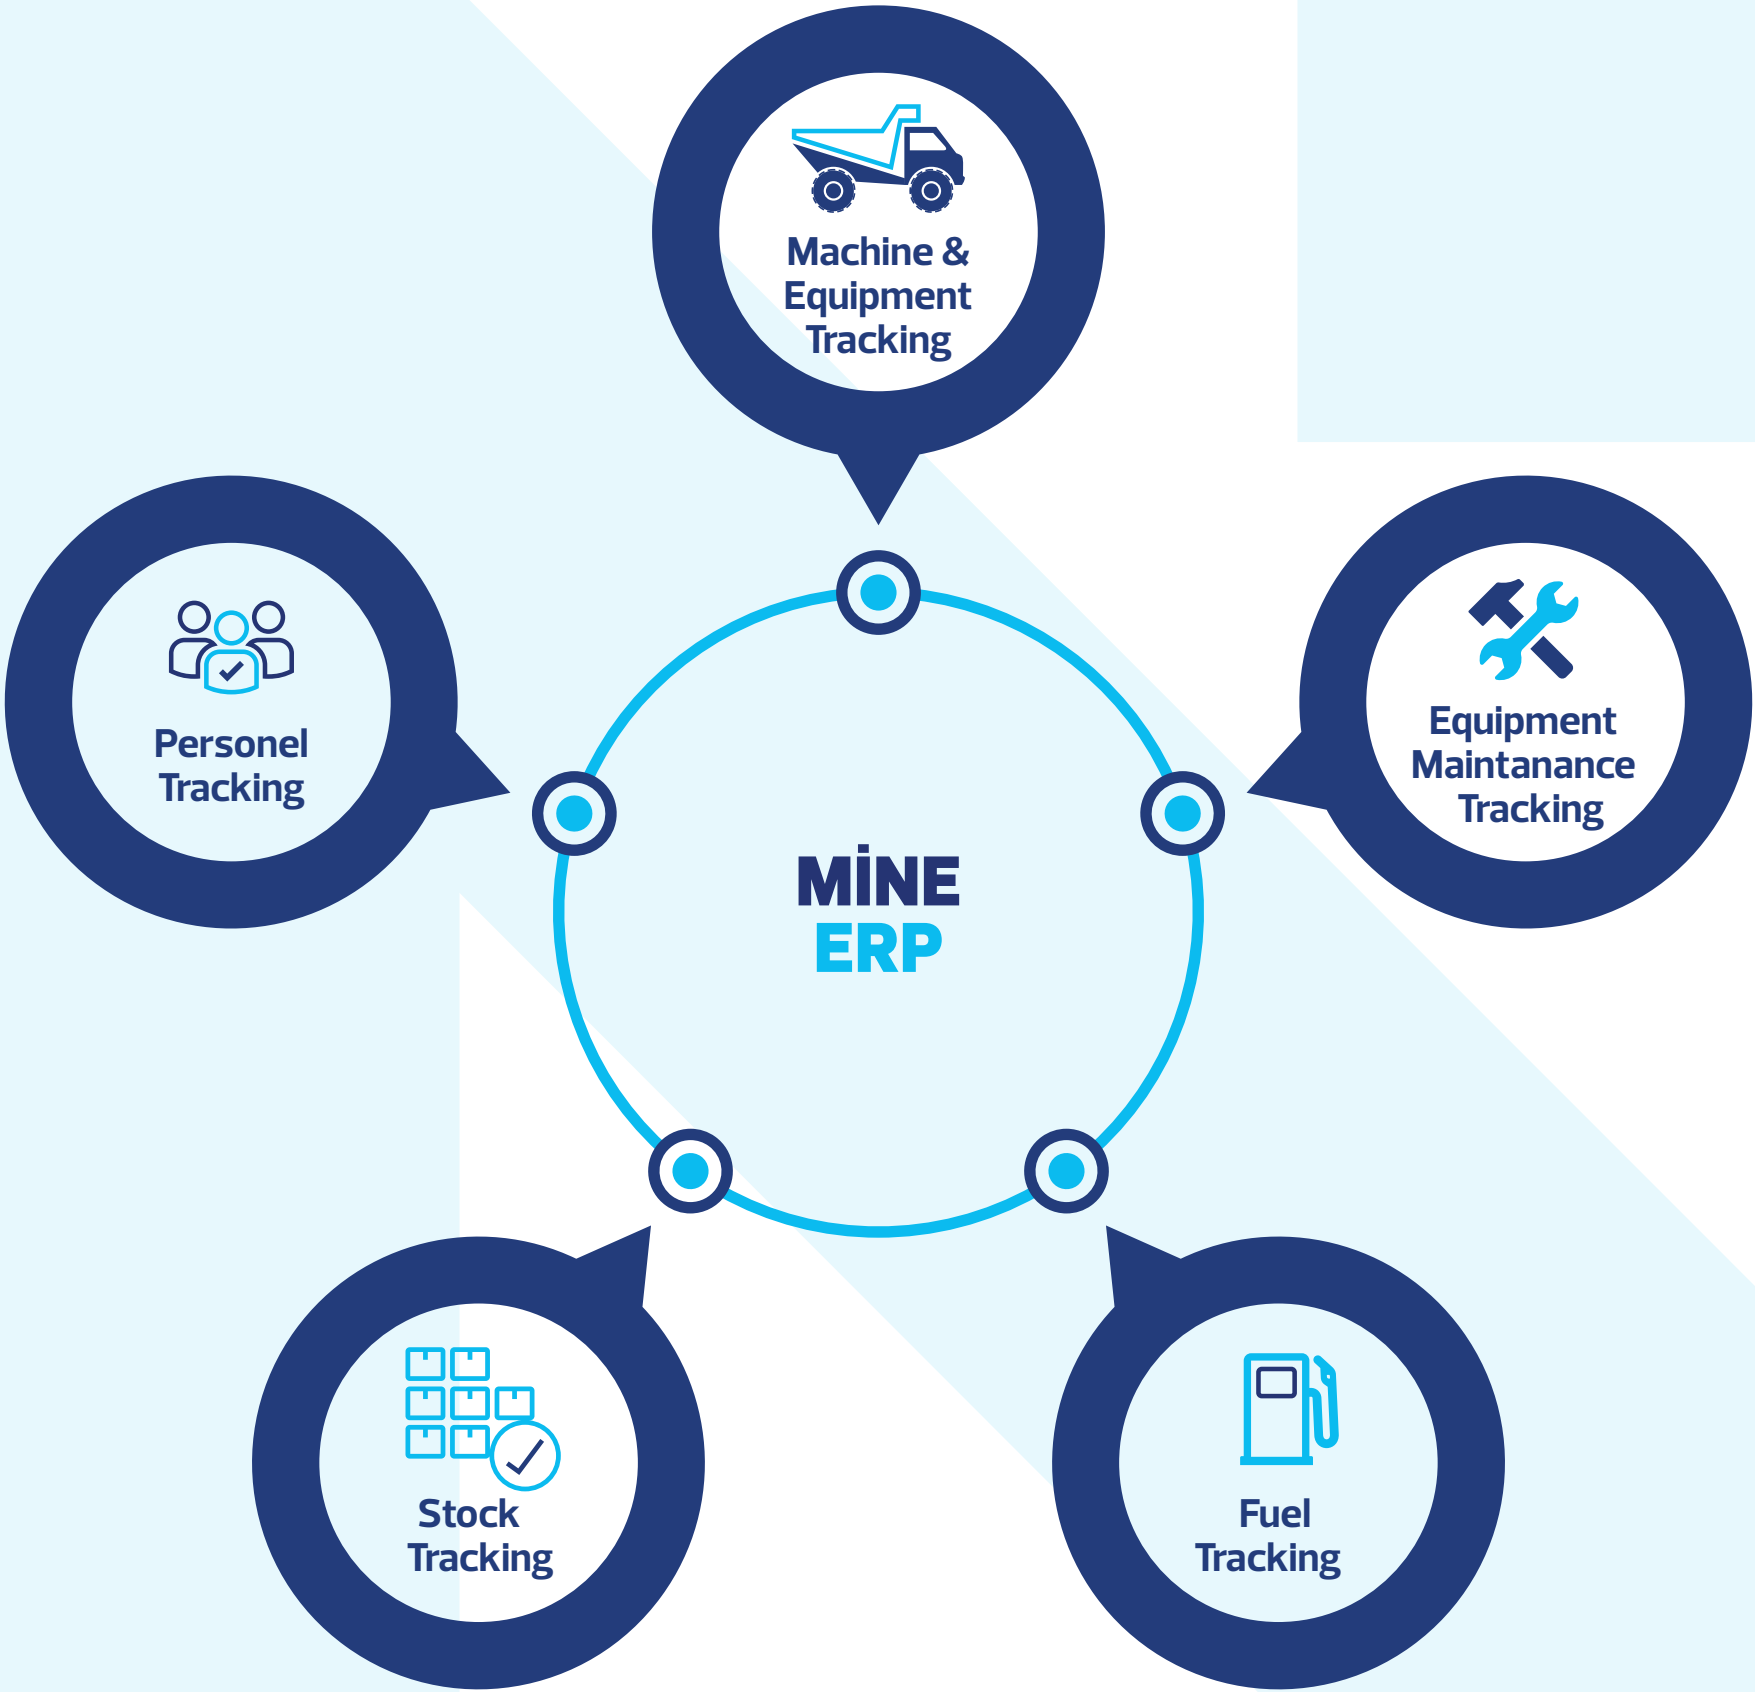 Machine &
Equipment
Tracking
Personel
Tracking
Equipment
Maintanance
Tracking
MİNE
ERP
Stock
Tracking
Fuel
Tracking